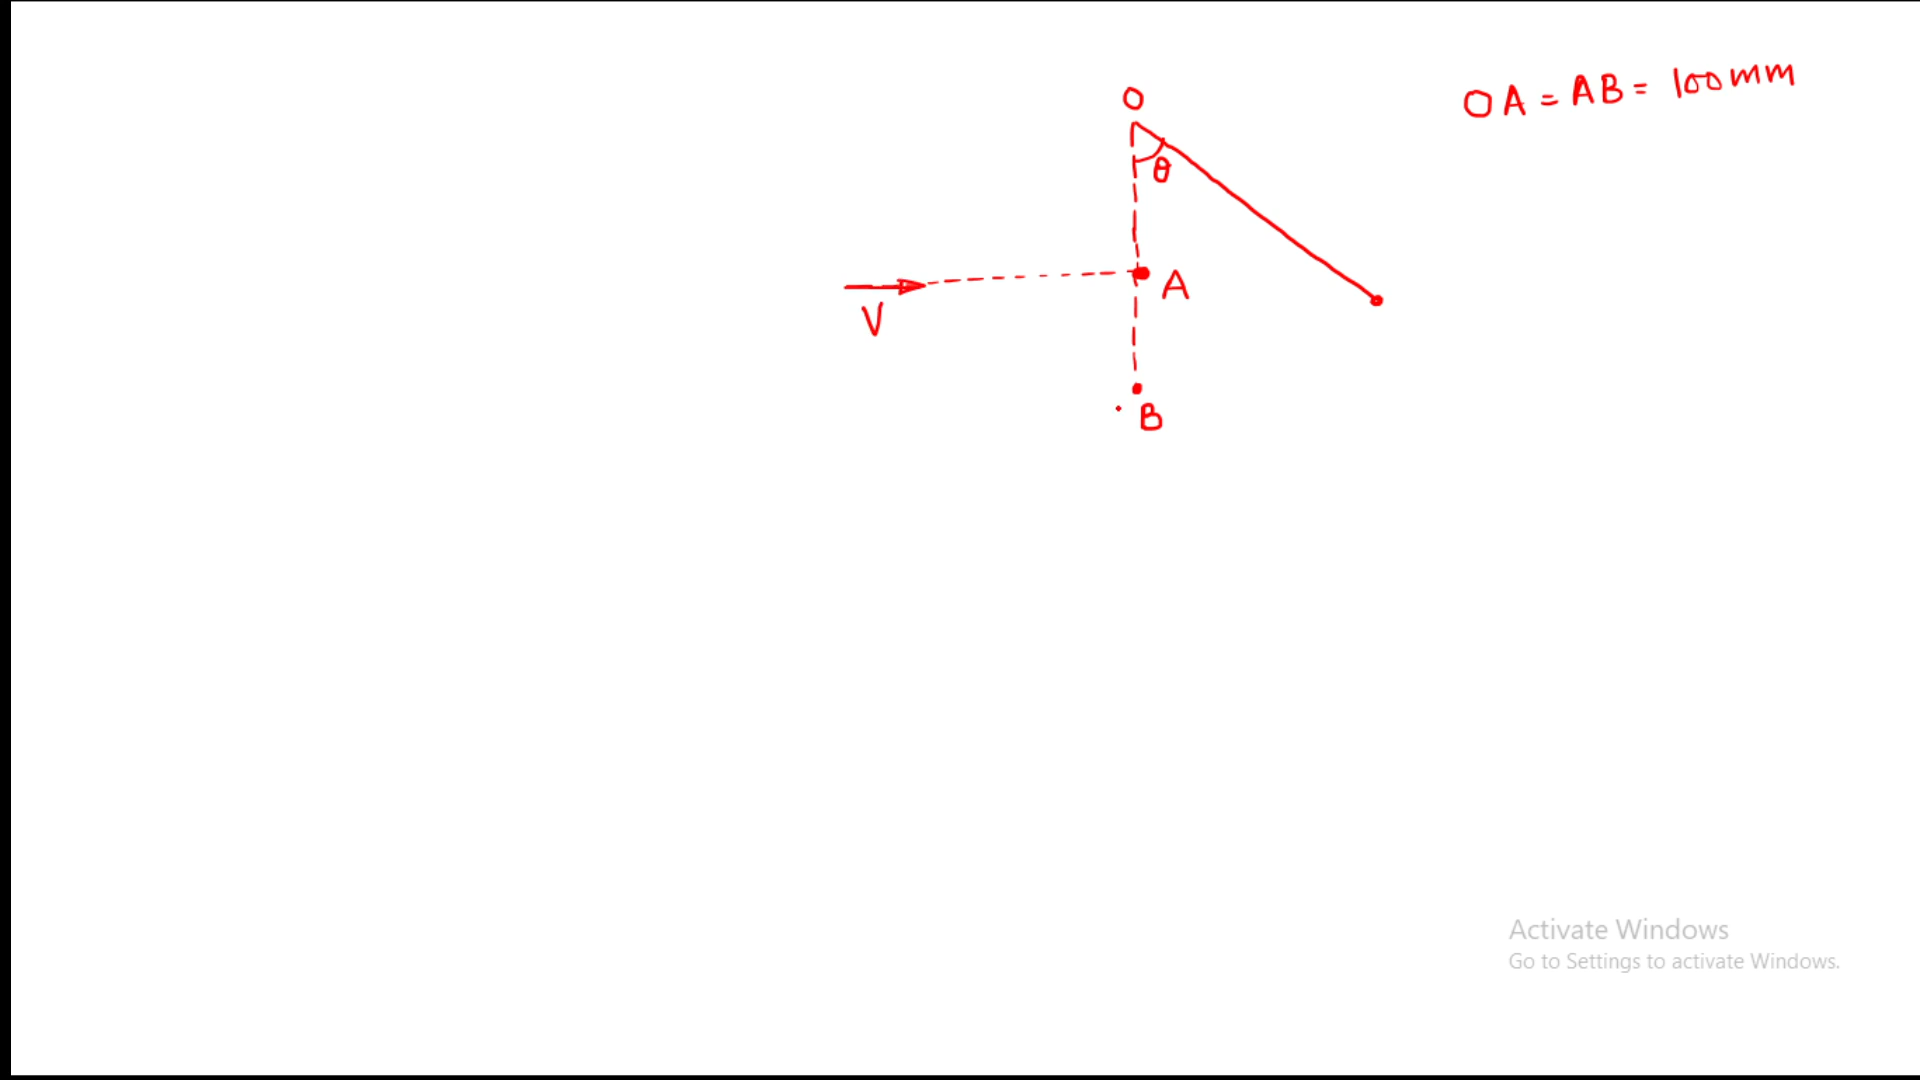 O
OA = AB = 100mm
θ
A
V
B
Activate Windows
Go to Settings to activate Windows.